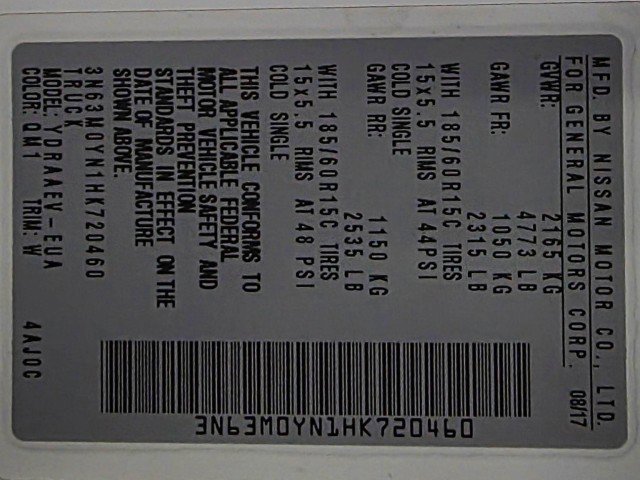 MFD. BY NISSAN MOTOR CO., LTD.
FOR GENERAL MOTORS CORP. 08/17
GVWR: 2165 KG
4773 LB
GAWR FR: 1050 KG
2315 LB
WITH 185/60R15C TIRES
15x5.5 RIMS AT 44PSI
COLD SINGLE
GAWR RR: 1150 KG
2535 LB
WITH 185/60R15C TIRES
15x5.5 RIMS AT 48 PSI
COLD SINGLE
THIS VEHICLE CONFORMS TO
ALL APPLICABLE FEDERAL
MOTOR VEHICLE SAFETY AND
THEFT PREVENTION
STANDARDS IN EFFECT ON THE
DATE OF MANUFACTURE
SHOWN ABOVE.
3N63M0YN1HK720460
TRUCK
MODEL: YDRAAEV-EUA
COLOR: QM1 TRIM: W 4AJ0C
3N63M0YN1HK720460